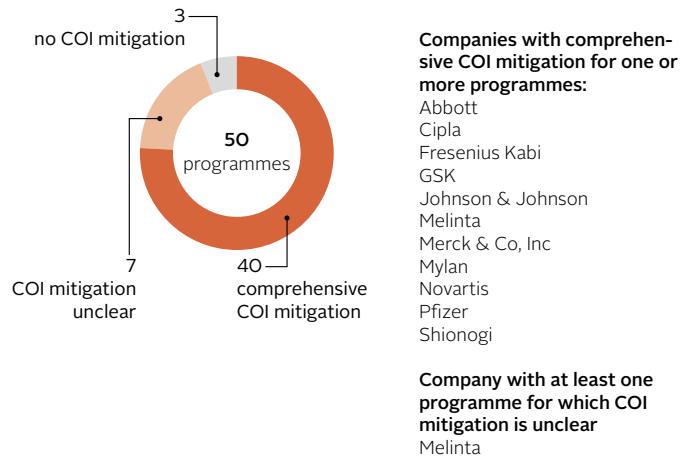 3
no COI mitigation
50
programmes
7
COI mitigation
unclear
40
comprehensive
COI mitigation
Companies with comprehen-
sive COI mitigation for one or
more programmes:
Abbott
Cipla
Fresenius Kabi
GSK
Johnson & Johnson
Melinta
Merck & Co, Inc
Mylan
Novartis
Pfizer
Shionogi
Company with at least one
programme for which COI
mitigation is unclear
Melinta